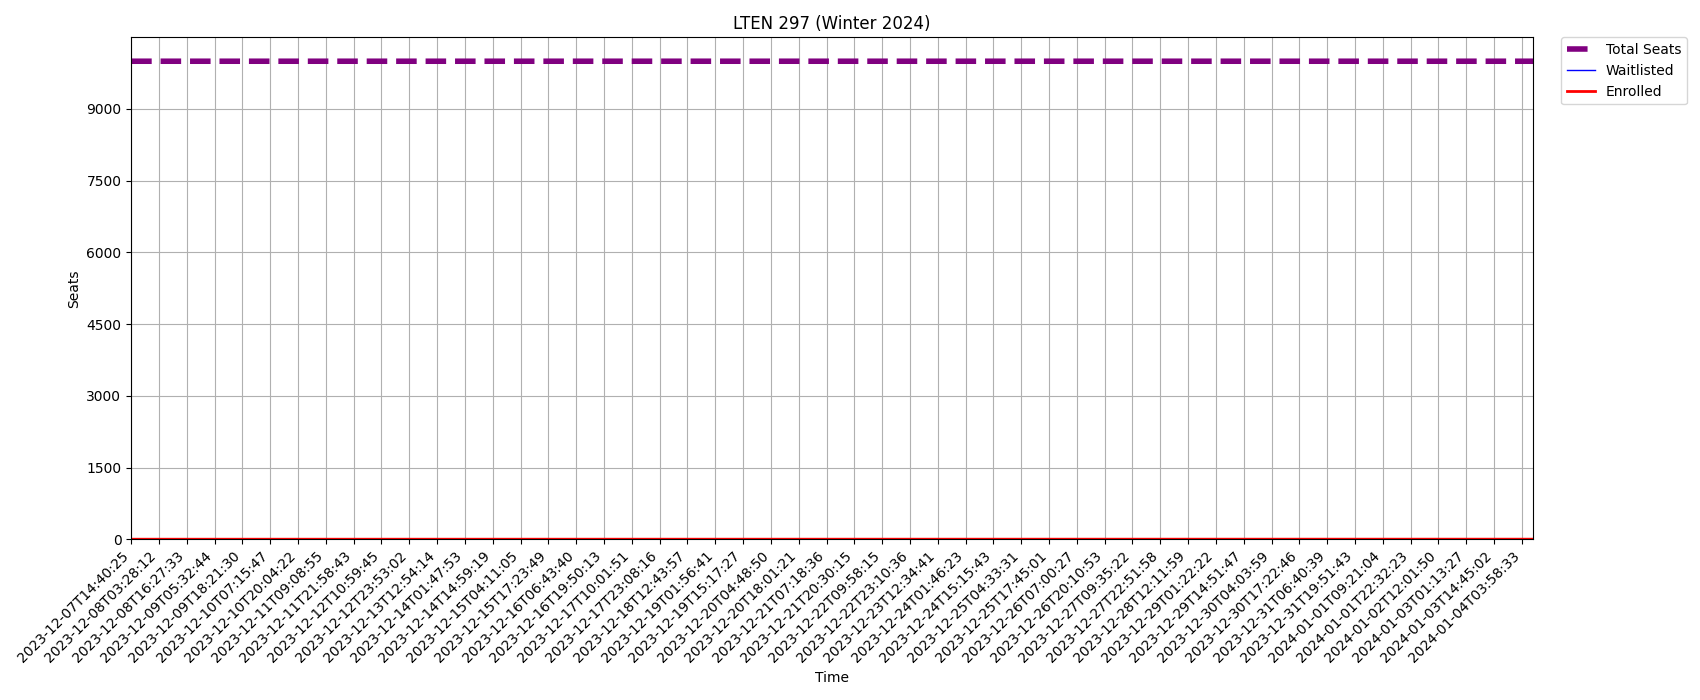 LTEN 297 (Winter 2024)
Total Seats
Waitlisted
Enrolled
Seats
9000
7500
6000
4500
3000
1500
0
2023-12-07T14:40:25
2023-12-08T03:28:12
2023-12-08T16:27:33
2023-12-09T05:32:44
2023-12-09T18:21:30
2023-12-10T07:15:47
2023-12-10T20:04:22
2023-12-11T09:08:55
2023-12-11T21:58:43
2023-12-12T10:59:45
2023-12-12T23:53:02
2023-12-13T12:54:14
2023-12-14T01:47:53
2023-12-14T14:59:19
2023-12-15T04:11:05
2023-12-15T17:23:49
2023-12-16T06:43:40
2023-12-16T19:50:13
2023-12-17T10:01:51
2023-12-17T23:08:16
2023-12-18T12:43:57
2023-12-19T01:56:41
2023-12-19T15:17:27
2023-12-20T04:48:50
2023-12-20T18:01:21
2023-12-21T07:18:36
2023-12-21T20:30:15
2023-12-22T09:58:15
2023-12-22T23:10:36
2023-12-23T12:34:41
2023-12-24T01:46:23
2023-12-24T15:15:43
2023-12-25T04:33:31
2023-12-25T17:45:01
2023-12-26T07:00:27
2023-12-26T20:10:53
2023-12-27T09:35:22
2023-12-27T22:51:58
2023-12-28T12:11:59
2023-12-29T01:22:22
2023-12-29T14:51:47
2023-12-30T04:03:59
2023-12-30T17:22:46
2023-12-31T06:40:39
2023-12-31T19:51:43
2024-01-01T09:21:04
2024-01-01T22:32:23
2024-01-02T12:01:50
2024-01-03T01:13:27
2024-01-03T14:45:02
2024-01-04T03:58:33
Time